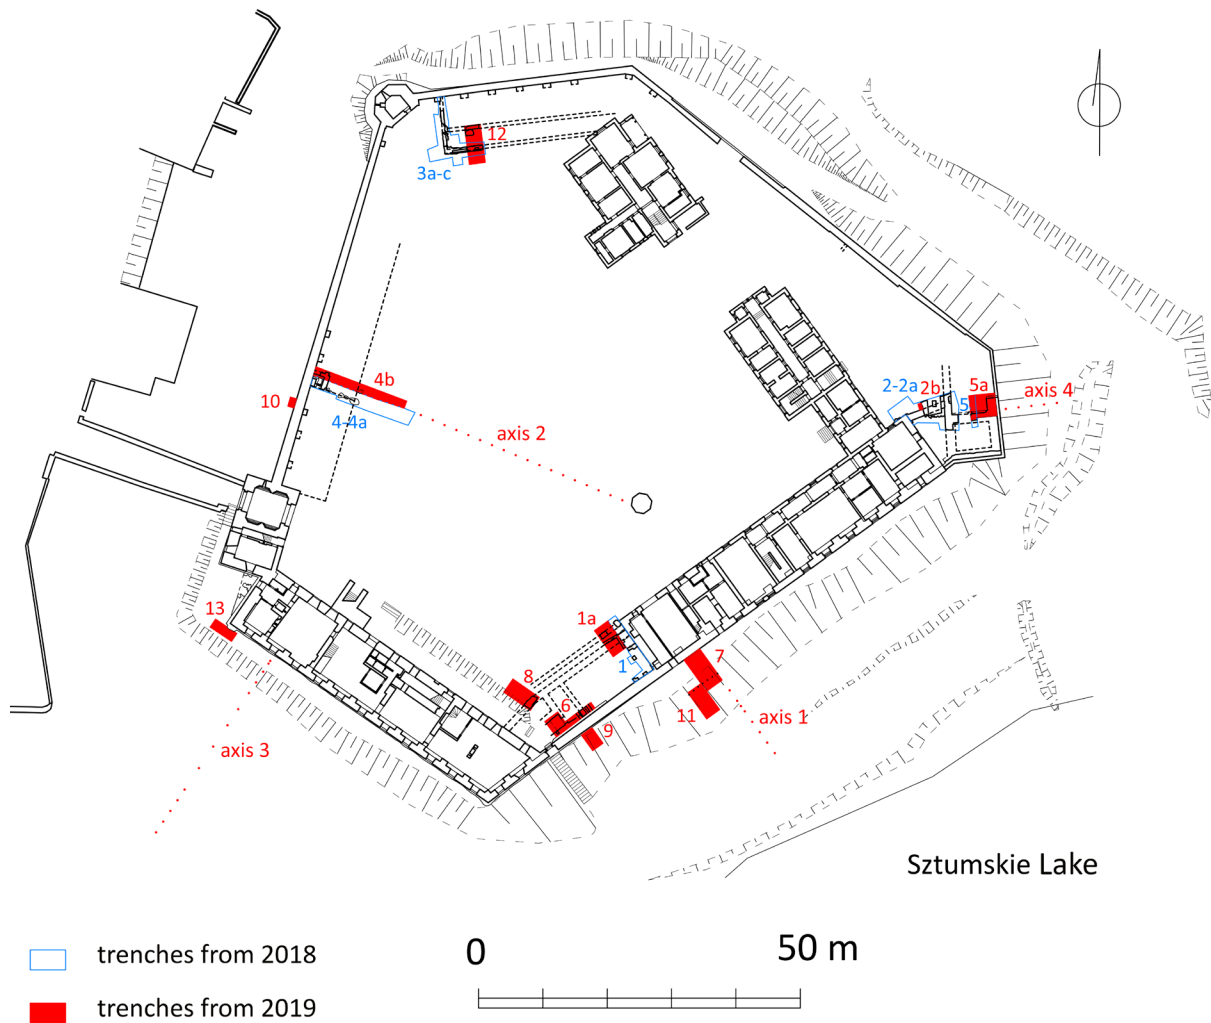 12
3a-c
4b
10
4-4a
axis 2
2-2a
2b
5a
5
axis 4
13
1a
1
7
8
6
11
9
axis 1
axis 3
Sztumskie Lake
trenches from 2018
0
50 m
trenches from 2019